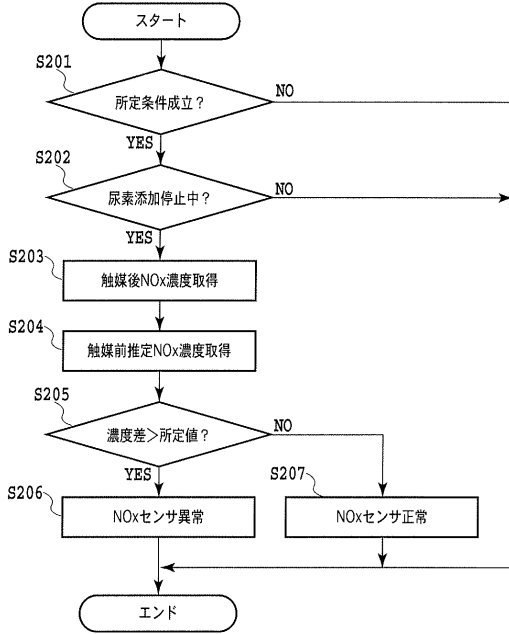 スタート
S201
所定条件成立?
NO
YES
S202
尿素添加停止中?
NO
YES
S203
触媒後NOx濃度取得
S204
触媒前推定NOx濃度取得
S205
濃度差>所定値?
NO
YES
S206
NOxセンサ異常
S207
NOxセンサ正常
エンド